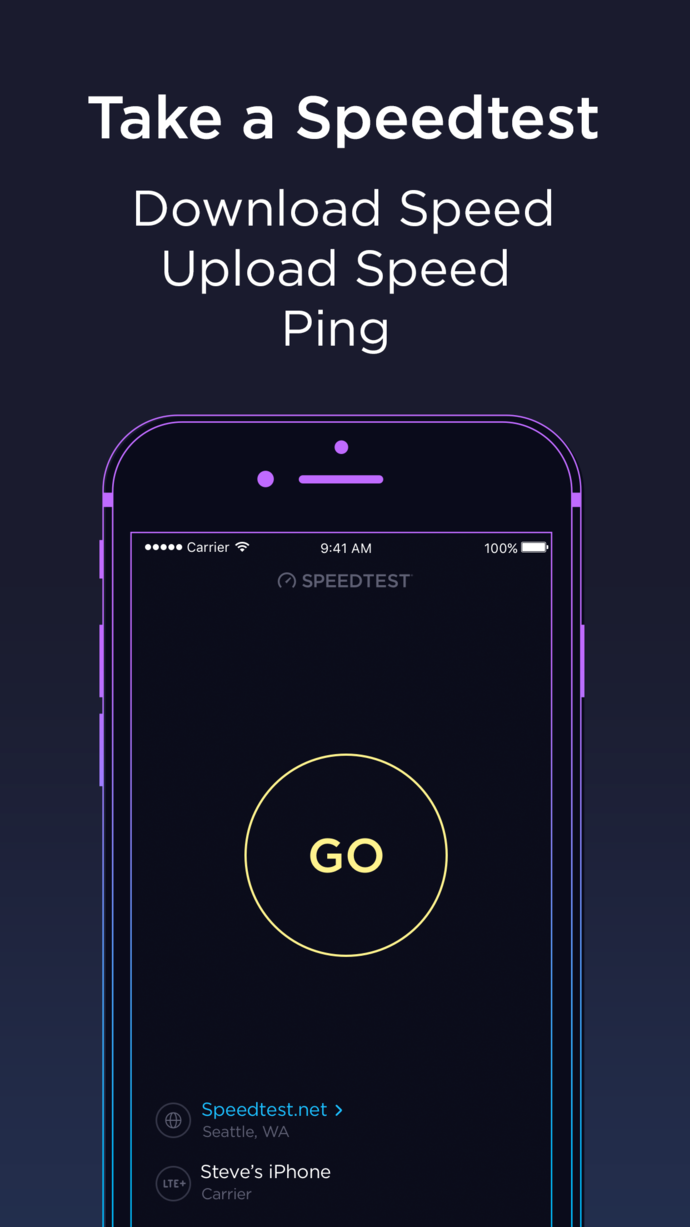 Take a Speedtest
Download Speed
Upload Speed
Ping
Carrier 9:41 AM 100%
SPEEDTEST
GO
Speedtest.net >
Seattle, WA
LTE+ Steve’s iPhone
Carrier